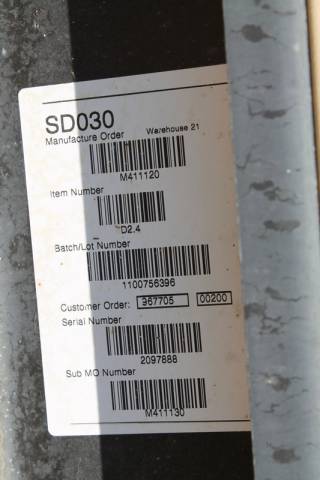 SD030
Manufacture Order Warehouse 21
M411120
Item Number
D2.4
Batch/Lot Number
1100756396
Customer Order: 967705 00200
Serial Number
2097888
Sub MO Number
M411130